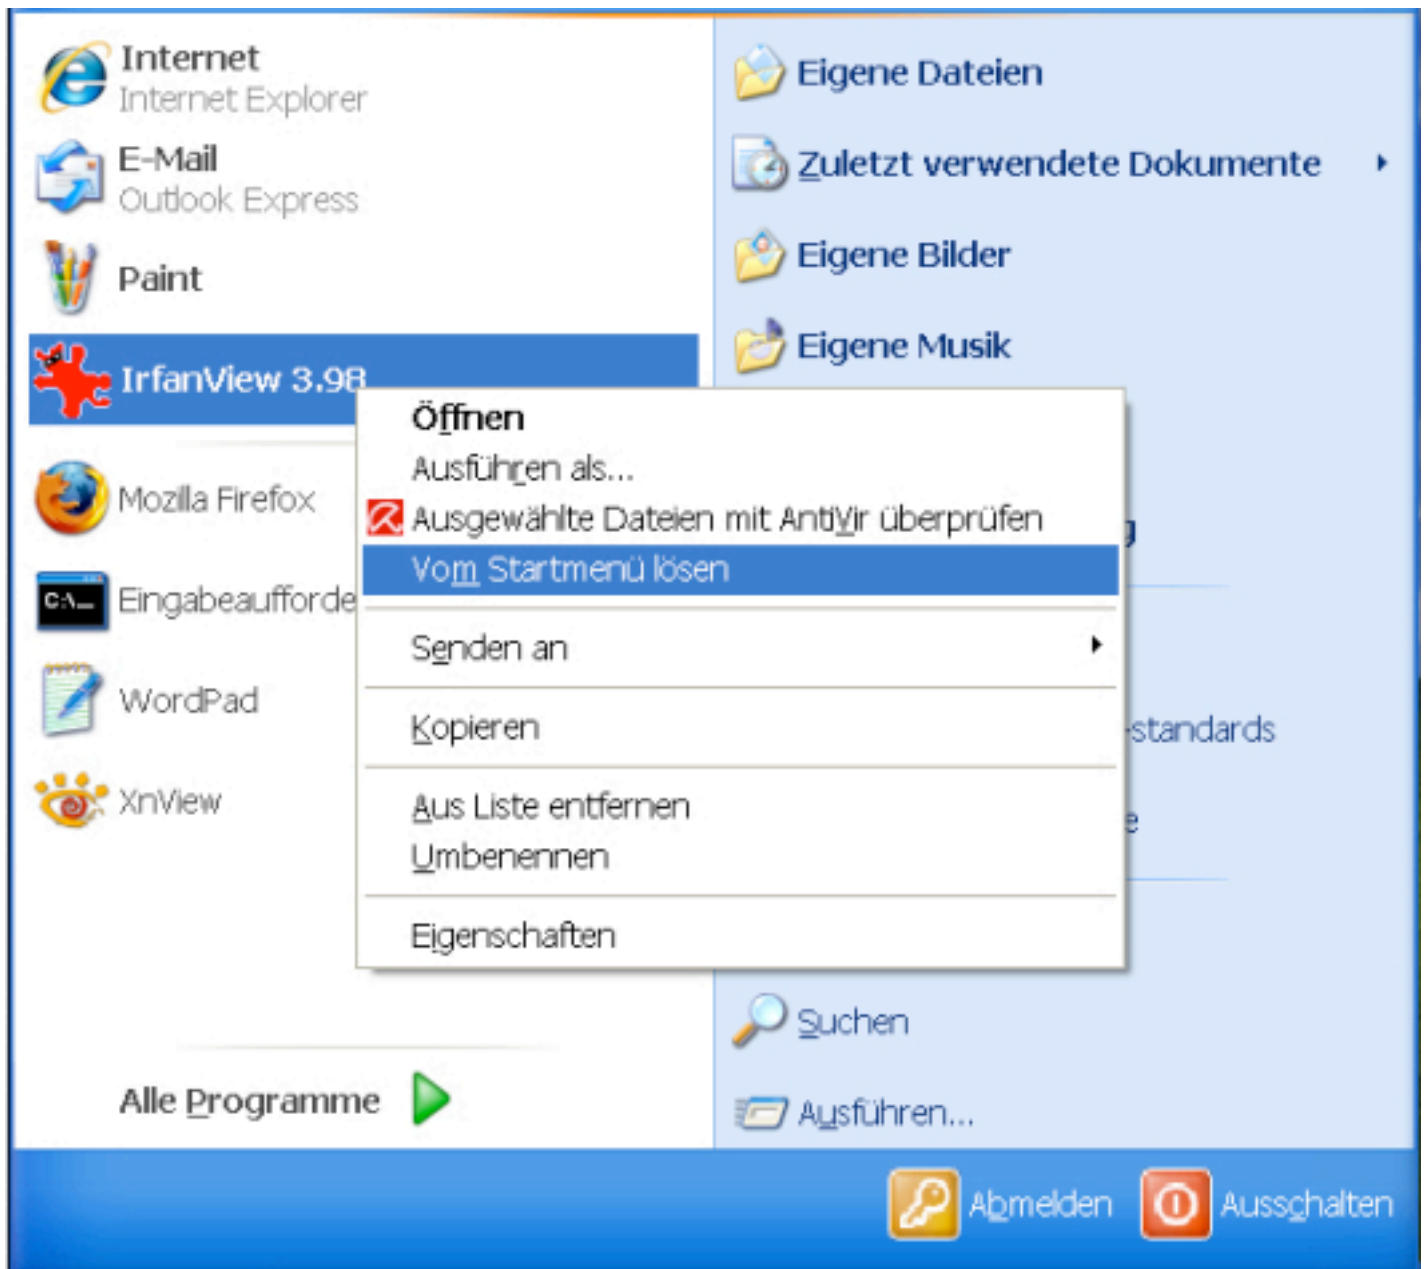 Internet
Internet Explorer
E-Mail
Outlook Express
Paint
IrfanView 3.98
Mozilla Firefox
WordPad
XnView
Alle Programme
Eigene Dateien
Zuletzt verwendete Dokumente
Eigene Bilder
Eigene Musik
-standards
Suchen
Ausführen...
Öffnen
Ausführen als...
Ausgewählte Dateien mit AntiVir überprüfen
Vom Startmenü lösen
Senden an
Kopieren
Aus Liste entfernen
Umbenennen
Eigenschaften
Abmelden
Ausschalten